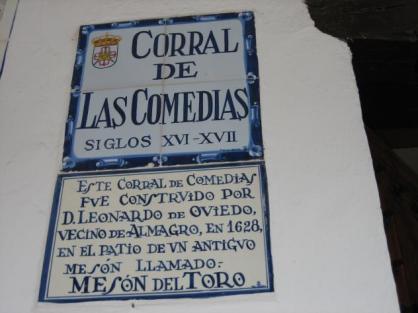 CORRAL
DE
LAS COMEDIAS
SIGLOS XVI-XVII
ESTE CORRAL DE COMEDIAS
FVE CONSTRVIDO POR
D. LEONARDO DE OVIEDO,
VECINO DE ALMAGRO, EN 1628,
EN EL PATIO DE VN ANTIGVO
MESÓN LLAMADO:
MESÓN DEL TORO